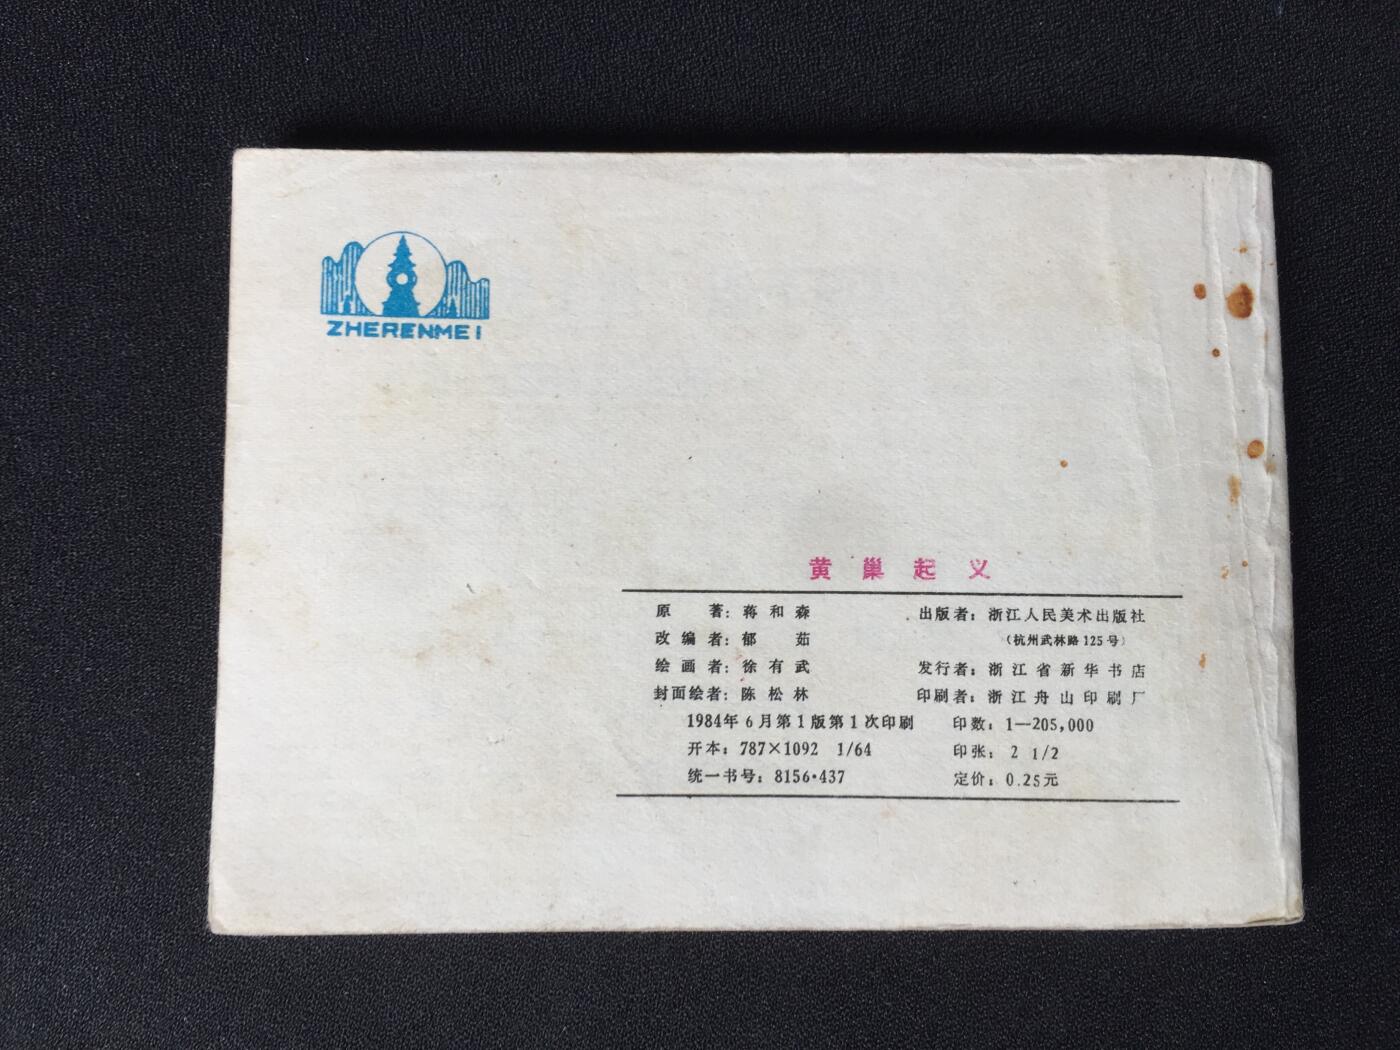 ZHERENMEI
黄巢起义
原著：蒋和森 出版者：浙江人民美术出版社
改编者：郁茹 （杭州武林路125号）
绘画者：徐有武 发行者：浙江省新华书店
封面绘者：陈松林 印刷者：浙江舟山印刷厂
1984年6月第1版第1次印刷 印数：1—205,000
开本：787×1092 1/64 印张：2 1/2
统一书号：8156·437 定价：0.25元